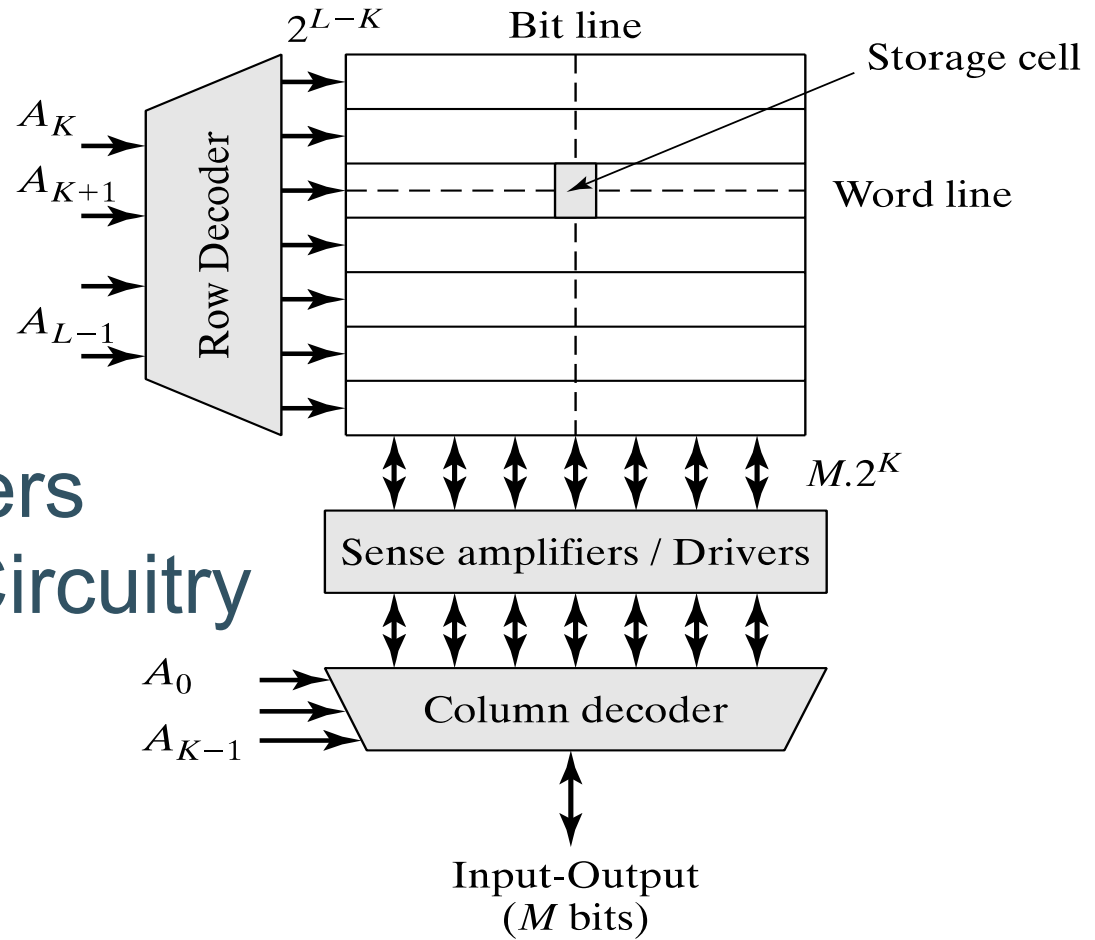 2^{L-K}
Bit line
Storage cell
A_K
A_{K+1}
A_{L-1}
Row Decoder
Word line
M.2^K
ers
Circuitry
Sense amplifiers / Drivers
A_0
A_{K-1}
Column decoder
Input-Output
(M bits)